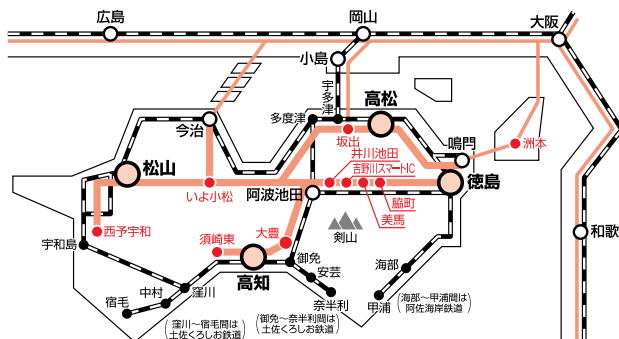 広島
岡山
大阪
小島
宇多津
高松
多度津
鳴門
今治
坂出
洲本
井川池田
松山
吉野川スマートIC
徳島
いよ小松
阿波池田
脇町
美馬
西予宇和
須崎東
大豊
剣山
和歌
宇和島
御免
海部
高知
安芸
中村
窪川
宿毛
奈半利
甲浦
(海部〜甲浦間は
阿佐海岸鉄道)
(窪川〜宿毛間は
土佐くろしお鉄道)
(御免〜奈半利間は
土佐くろしお鉄道)